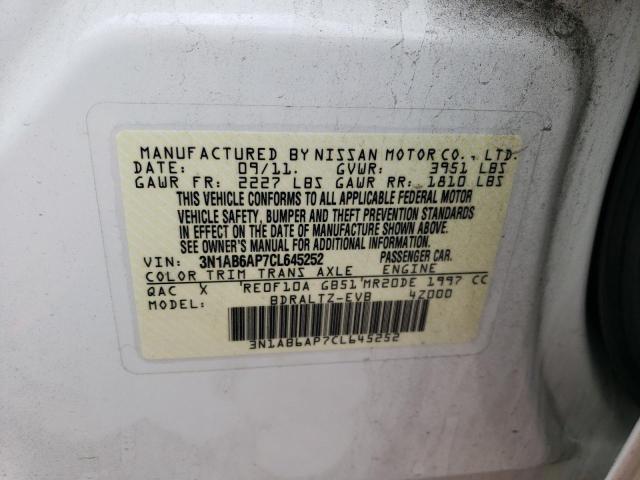 MANUFACTURED BY NISSAN MOTOR CO., LTD.
DATE: 09/11. GVWR: 3951 LBS
GAWR FR: 2227 LBS GAWR RR: 1810 LBS
THIS VEHICLE CONFORMS TO ALL APPLICABLE FEDERAL MOTOR
VEHICLE SAFETY, BUMPER AND THEFT PREVENTION STANDARDS
IN EFFECT ON THE DATE OF MANUFACTURE SHOWN ABOVE.
SEE OWNER'S MANUAL FOR ADDITIONAL INFORMATION.
VIN: 3N1AB6AP7CL645252 PASSENGER CAR.
COLOR TRIM TRANS AXLE ENGINE
QAC X RE0F10A GB51 MR20DE 1997 CC
MODEL: BDRALTZ-EVB 4Z000
3N1AB6AP7CL645252